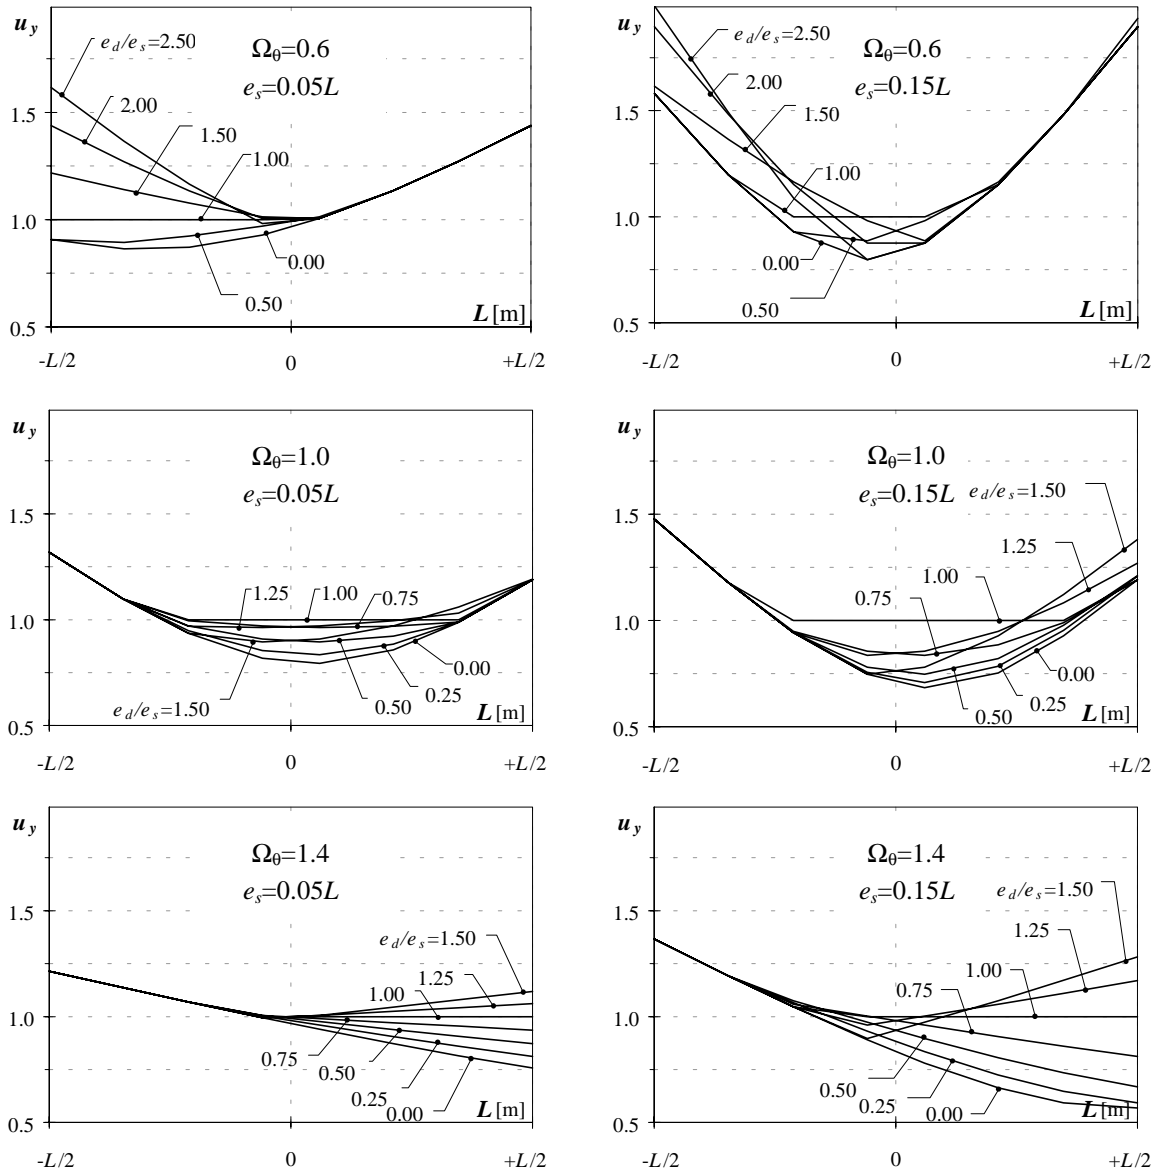 u_y
e_d/e_s=2.50
Ω_θ=0.6
e_s=0.05L
2.00
1.50
1.00
0.00
0.50
L[m]
1.5
1.0
0.5
-L/2
0
+L/2
u_y
e_d/e_s=2.50
Ω_θ=0.6
e_s=0.15L
2.00
1.50
1.00
0.00
0.50
L[m]
1.5
1.0
0.5
-L/2
0
+L/2
u_y
Ω_θ=1.0
e_s=0.05L
1.25
1.00
0.75
0.00
0.25
0.50
e_d/e_s=1.50
L[m]
1.5
1.0
0.5
-L/2
0
+L/2
u_y
Ω_θ=1.0
e_s=0.15L
e_d/e_s=1.50
1.25
1.00
0.75
0.00
0.25
0.50
L[m]
1.5
1.0
0.5
-L/2
0
+L/2
u_y
Ω_θ=1.4
e_s=0.05L
e_d/e_s=1.50
1.25
1.00
0.75
0.50
0.25
0.00
L[m]
1.5
1.0
0.5
-L/2
0
+L/2
u_y
Ω_θ=1.4
e_s=0.15L
e_d/e_s=1.50
1.25
1.00
0.75
0.50
0.25
0.00
L[m]
1.5
1.0
0.5
-L/2
0
+L/2